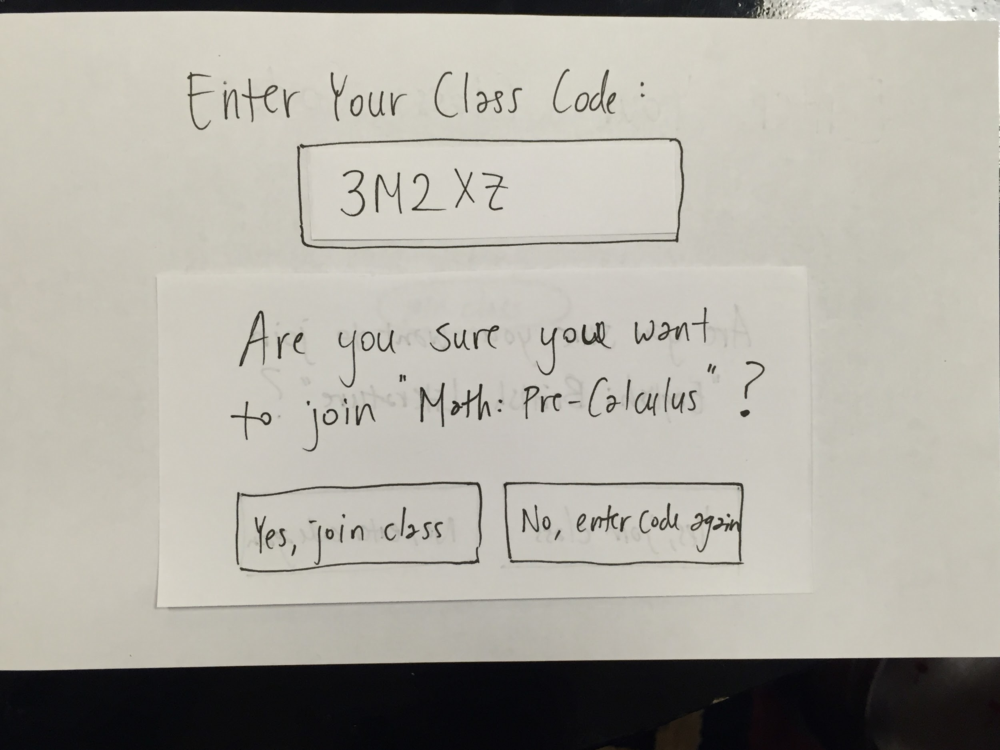 Enter Your Class Code:
3M2XZ
Are you sure you want
to join "Math: Pre-Calculus"?
Yes, join class
No, enter code again